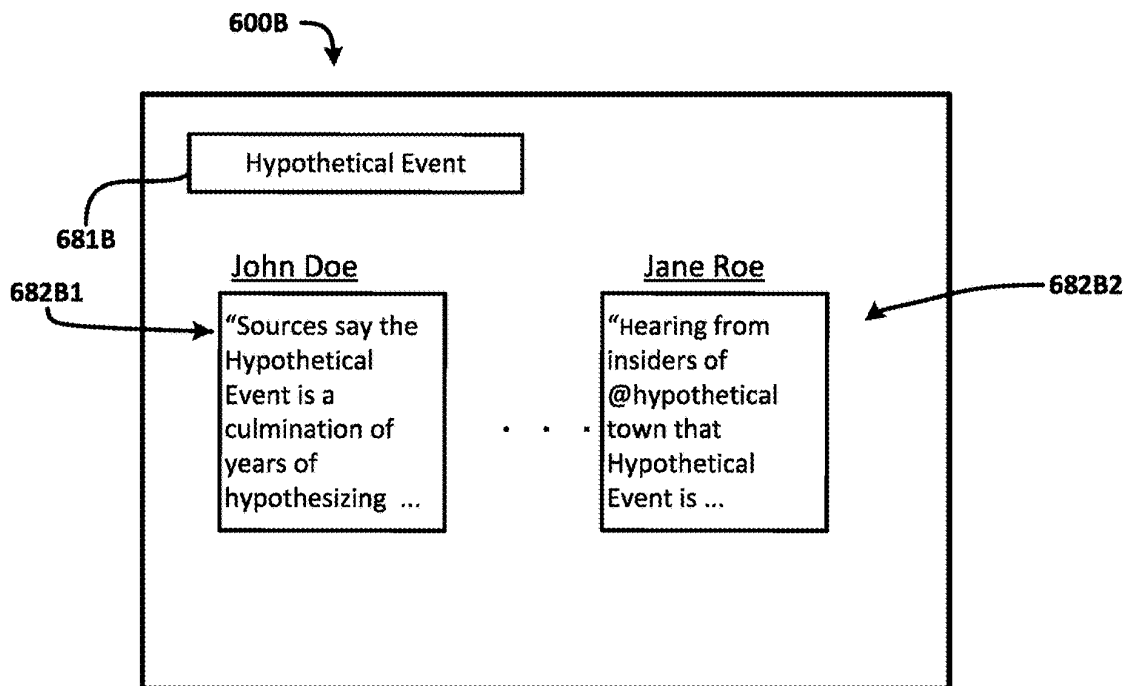 600B
Hypothetical Event
681B
John Doe
Jane Roe
682B1
682B2
“Sources say the
Hypothetical
Event is a
culmination of
years of
hypothesizing ...
. . .
“Hearing from
insiders of
@hypothetical
town that
Hypothetical
Event is ...